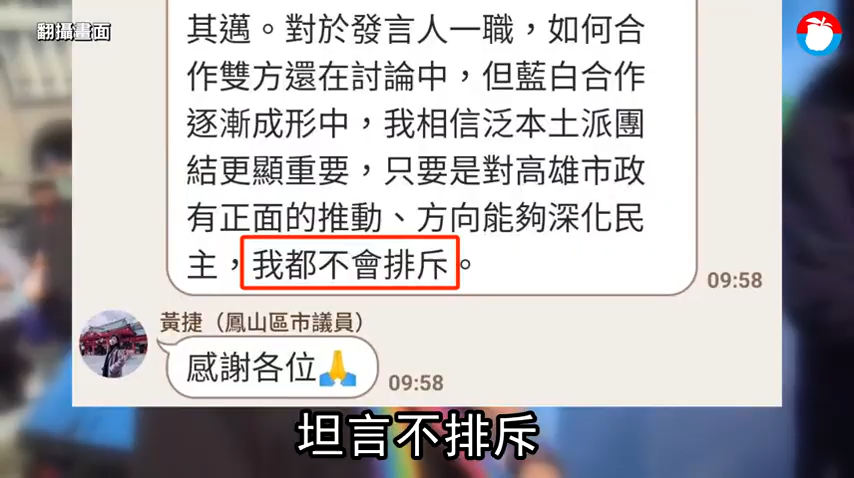 翻攝畫面
其邁。對於發言人一職，如何合
作雙方還在討論中，但藍白合作
逐漸成形中，我相信泛本土派團
結更顯重要，只要是對高雄市政
有正面的推動、方向能夠深化民
主，我都不會排斥。
09:58
黃捷（鳳山區市議員）
感謝各位🙏
09:58
坦言不排斥